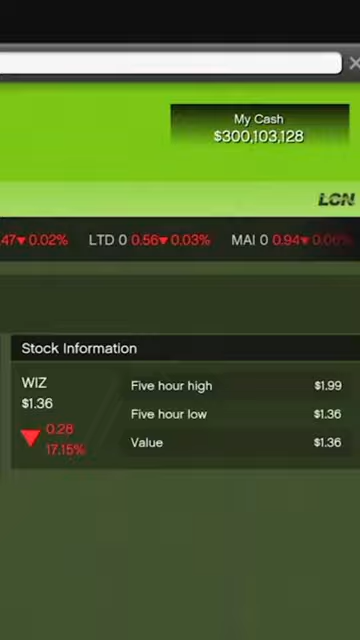 My Cash
$300,103,128
LCN
47▼0.02% LTD 0 0.56▼0.03% MAI 0 0.94▼
Stock Information
WIZ
$1.36
0.28
17.15%
Five hour high $1.99
Five hour low $1.36
Value $1.36